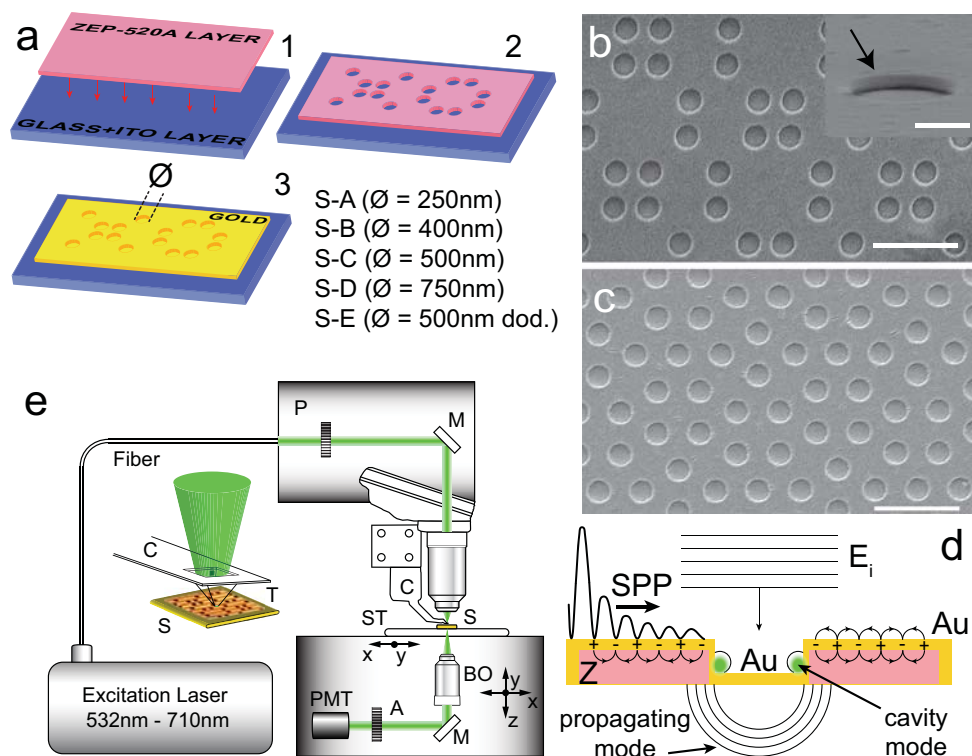 a
ZEP-520A LAYER
1
GLASS+ITO LAYER
2
Ø
3
GOLD
S-A (Ø = 250nm)
S-B (Ø = 400nm)
S-C (Ø = 500nm)
S-D (Ø = 750nm)
S-E (Ø = 500nm dod.)
b
c
e
Fiber
P
M
C
T
S
C
ST
S
x
y
BO
y
x
z
PMT
A
M
Excitation Laser
532nm - 710nm
d
E i
SPP
+ - + - + -
- + - + - +
Au
Au
Z
propagating
mode
cavity
mode